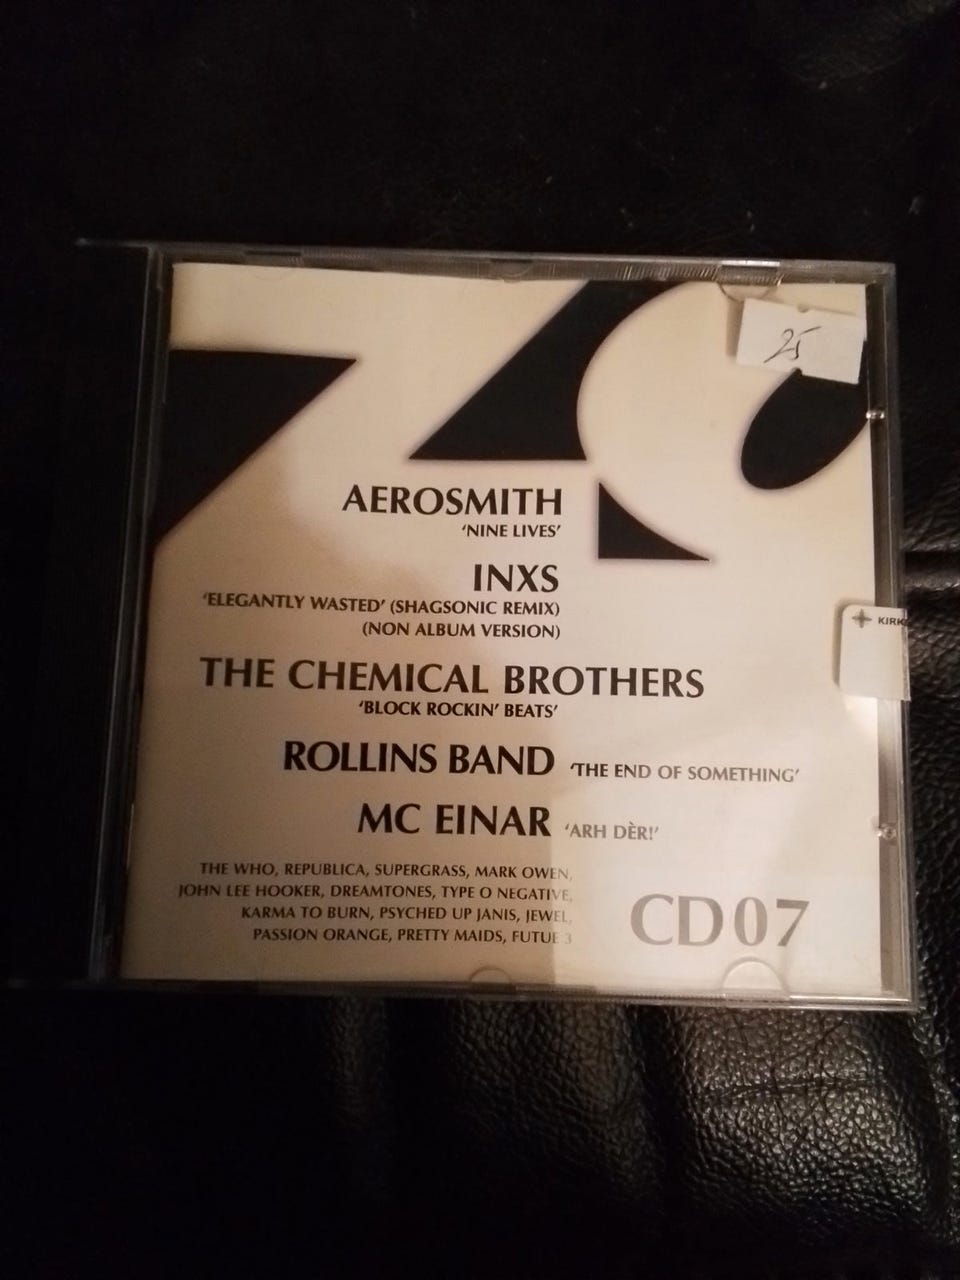 25
AEROSMITH
'NINE LIVES'
INXS
'ELEGANTLY WASTED' (SHAGSONIC REMIX)
(NON ALBUM VERSION)
KIRK
THE CHEMICAL BROTHERS
'BLOCK ROCKIN' BEATS'
ROLLINS BAND 'THE END OF SOMETHING'
MC EINAR 'ARH DÈR!'
THE WHO, REPUBLICA, SUPERGRASS, MARK OWEN,
JOHN LEE HOOKER, DREAMTONES, TYPE O NEGATIVE,
KARMA TO BURN, PSYCHED UP JANIS, JEWEL,
PASSION ORANGE, PRETTY MAIDS, FUTUE 3
CD07